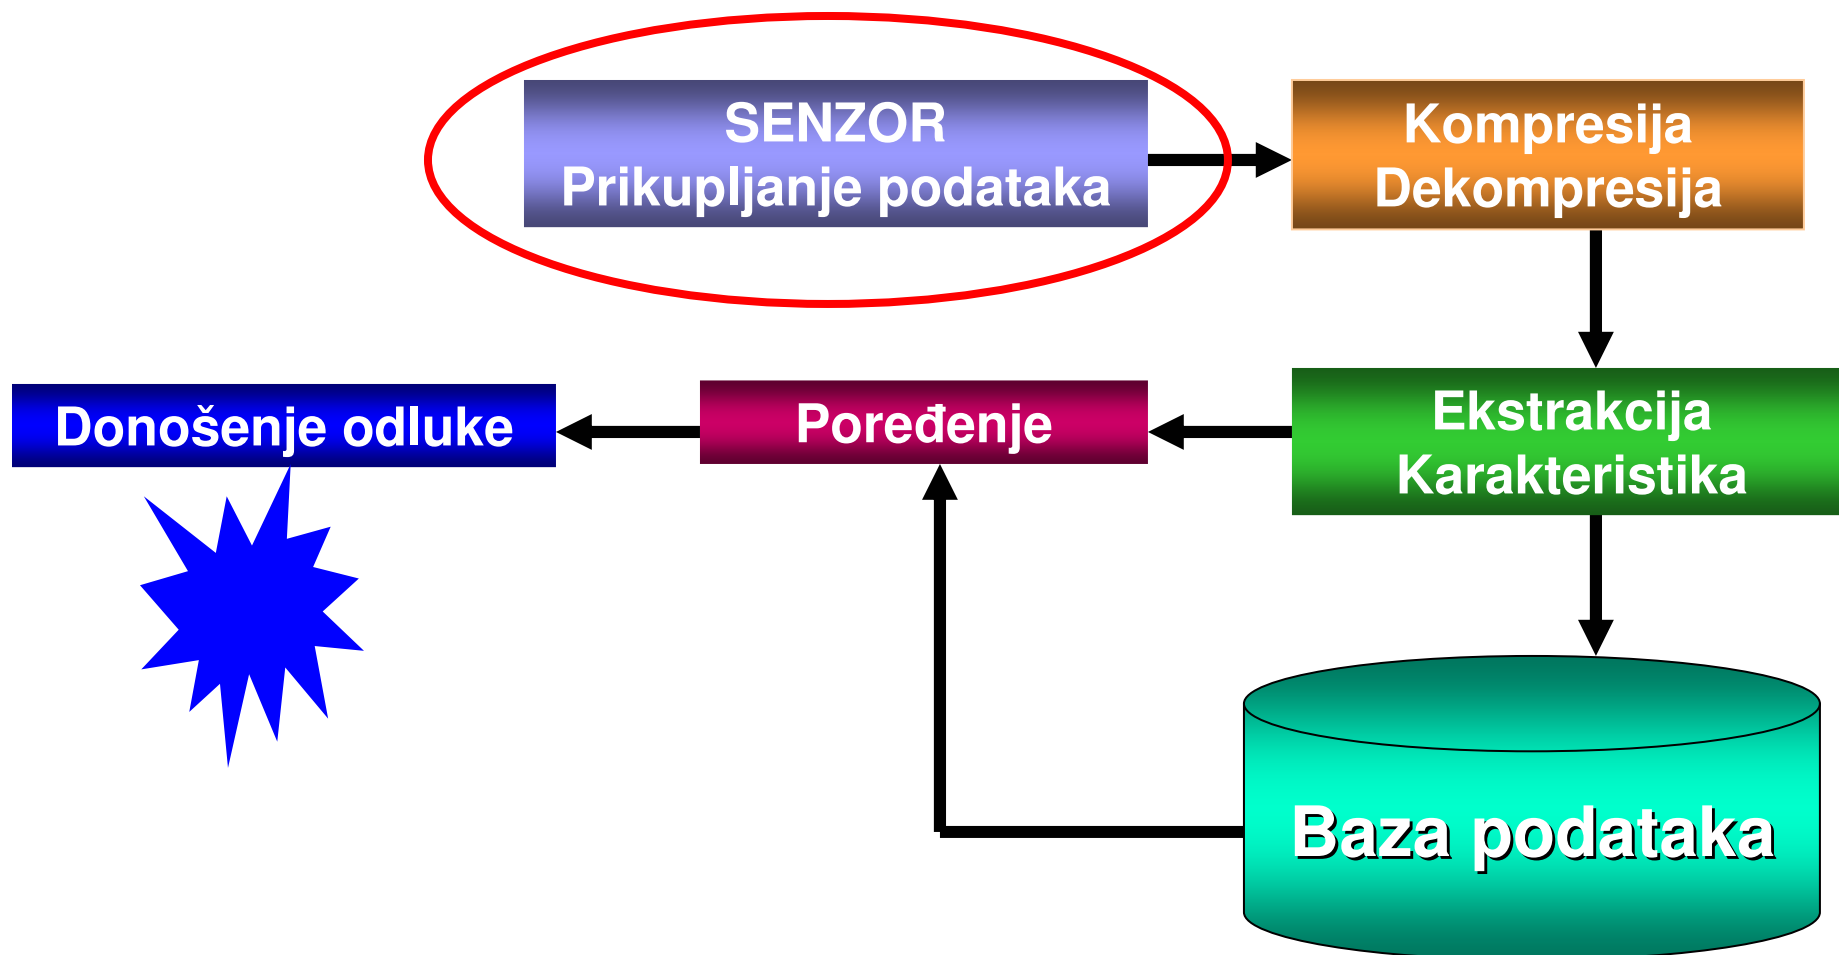 SENZOR
Prikupljanje podataka
Kompresija
Dekompresija
Donošenje odluke
Poređenje
Ekstrakcija
Karakteristika
Baza podataka